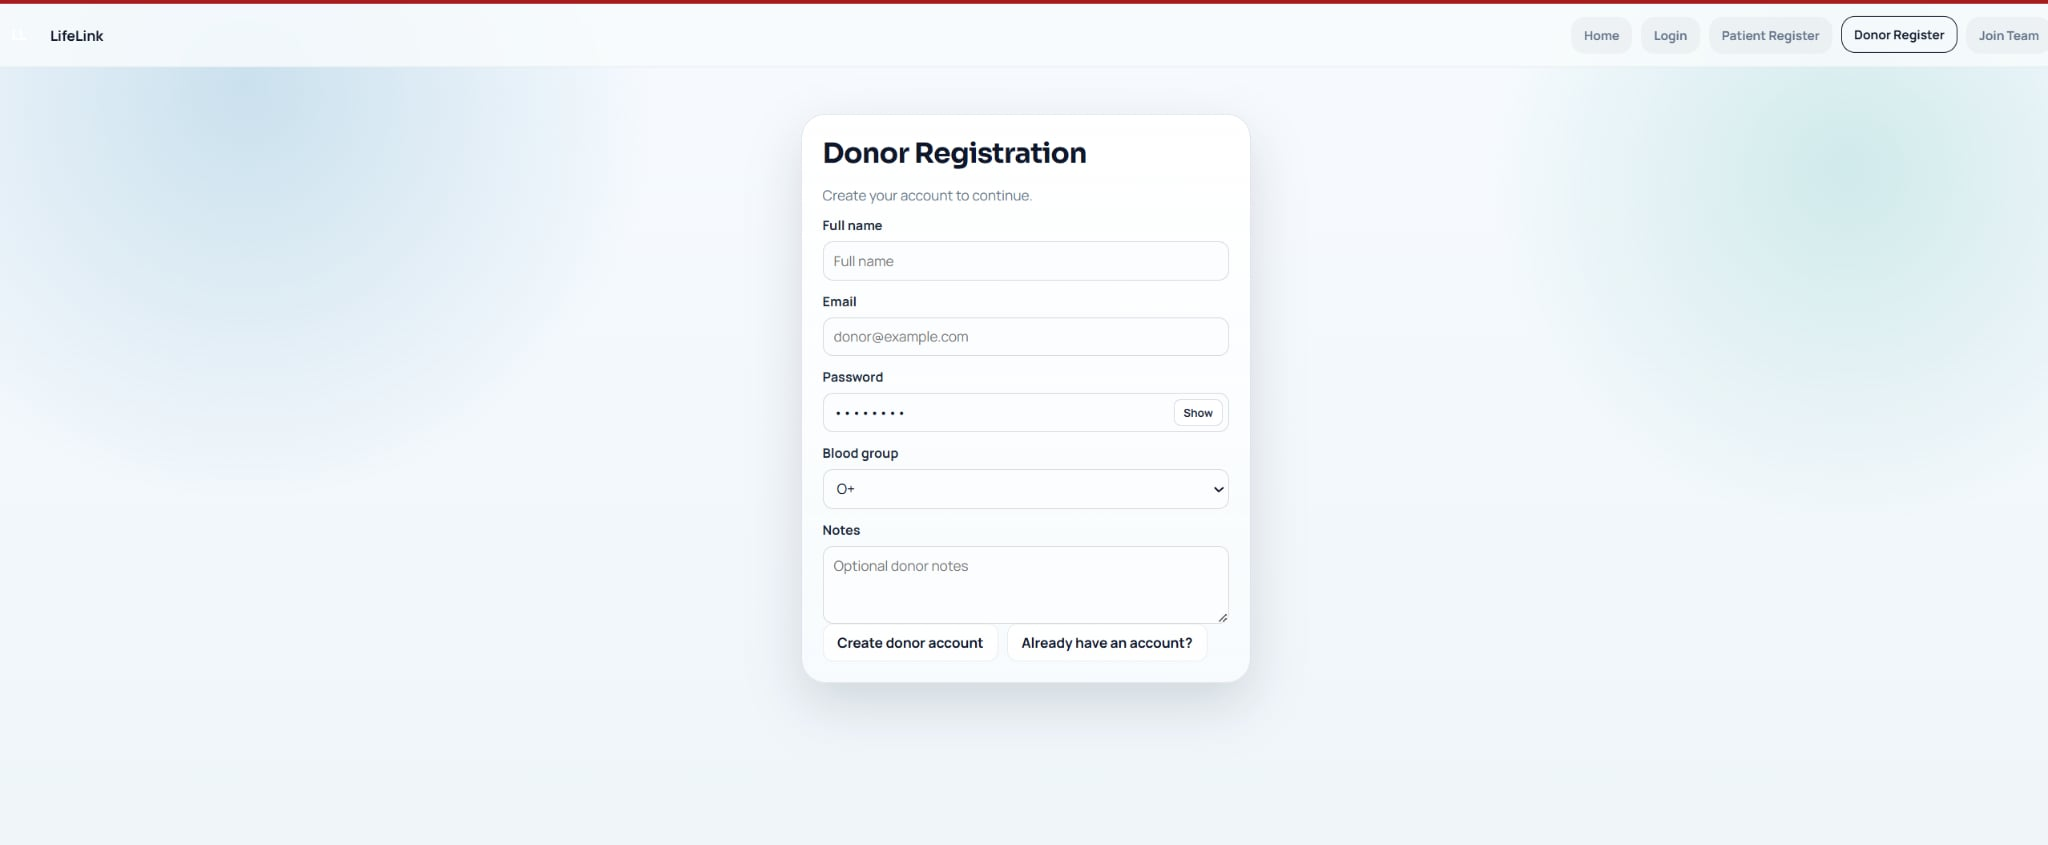 LL LifeLink
Home Login Patient Register Donor Register Join Team
Donor Registration
Create your account to continue.
Full name
Full name
Email
donor@example.com
Password
••••••••
Show
Blood group
O+
Notes
Optional donor notes
Create donor account Already have an account?